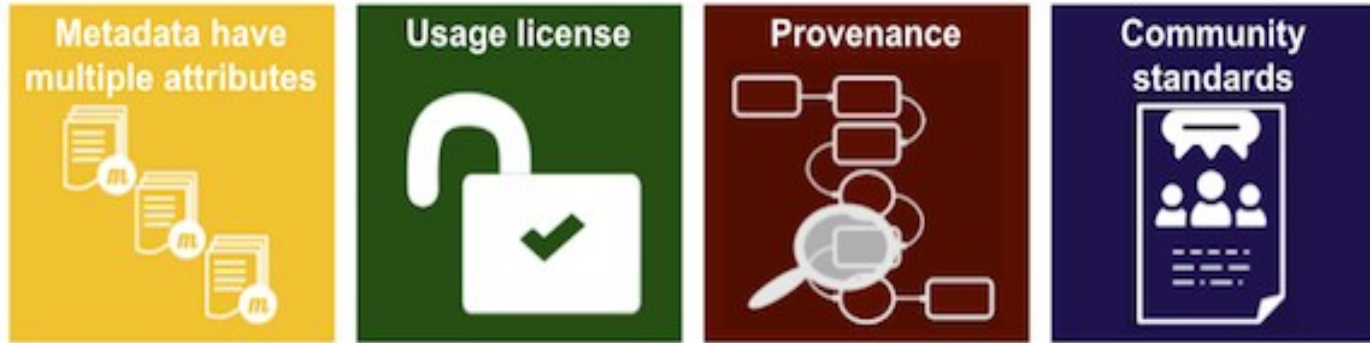 Metadata have
multiple attributes
m
m
m
Usage license
Provenance
Community
standards